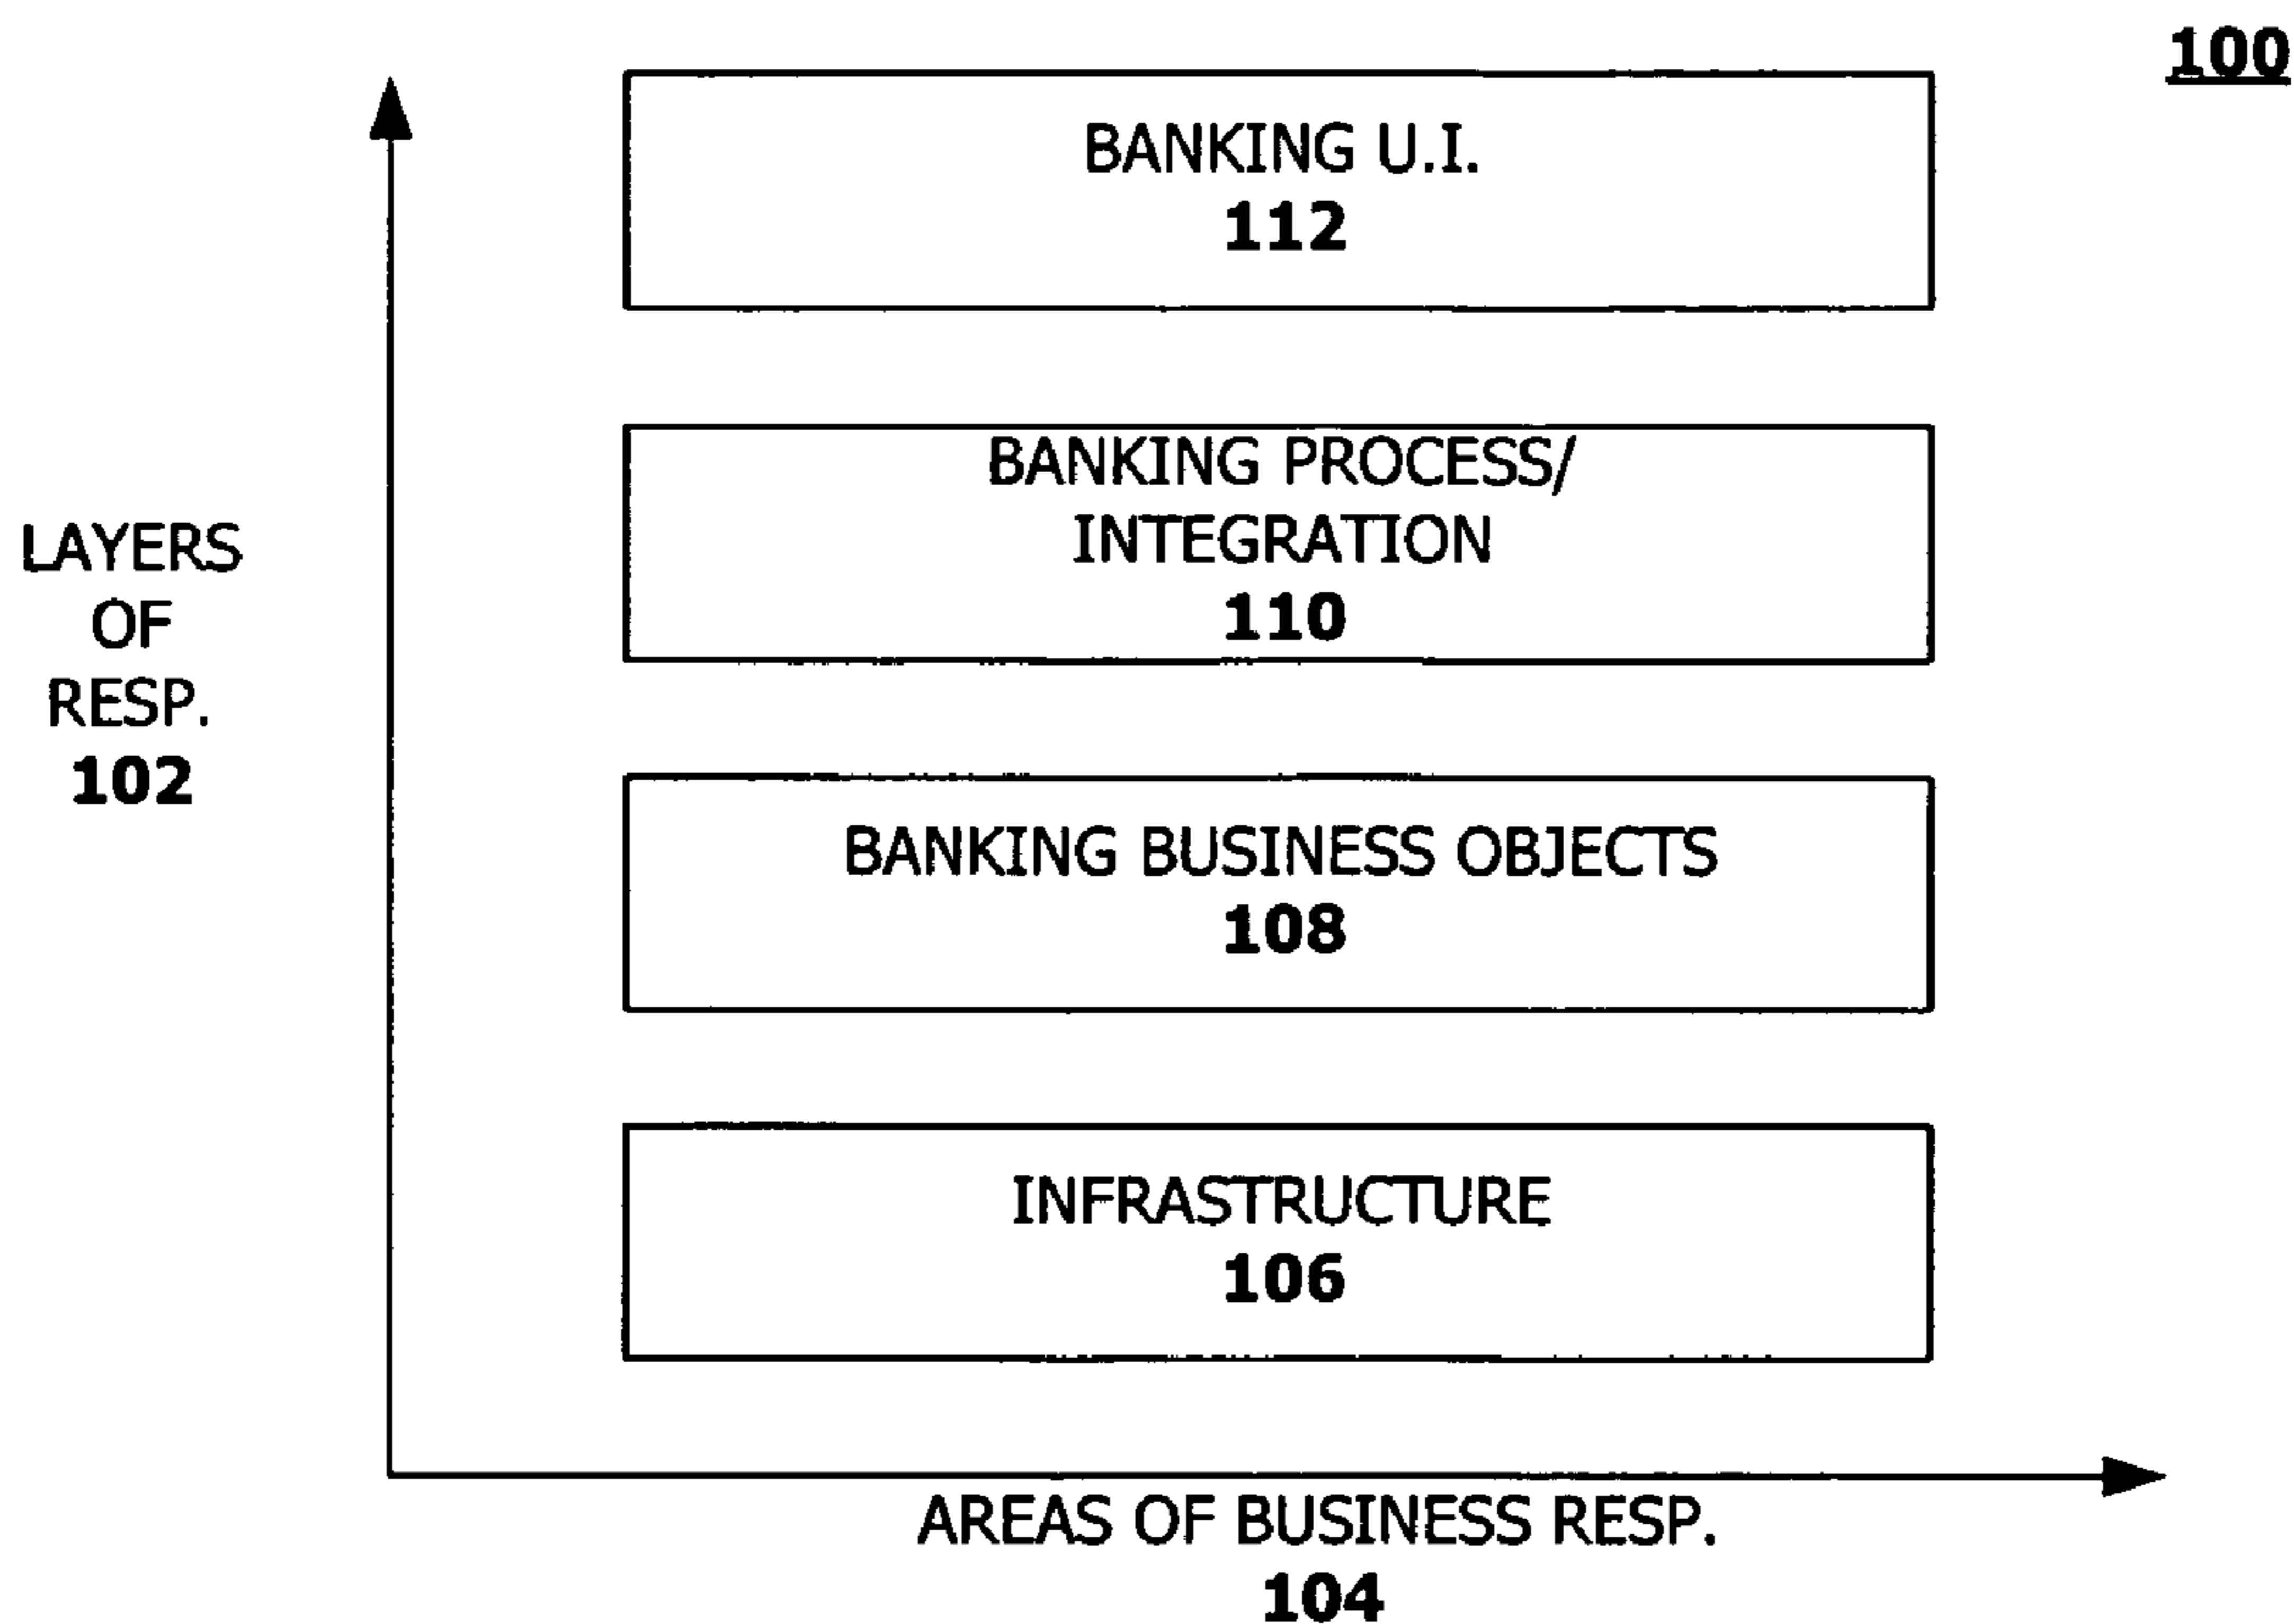 100
BANKING U.I.
112
BANKING PROCESS/
INTEGRATION
110
LAYERS
OF
RESP.
102
BANKING BUSINESS OBJECTS
108
INFRASTRUCTURE
106
AREAS OF BUSINESS RESP.
104